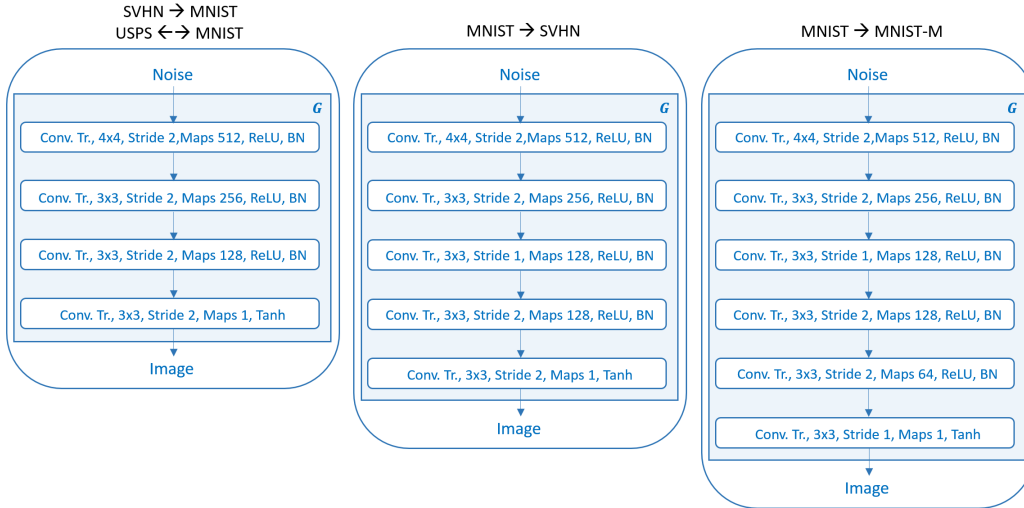 SVHN → MNIST
USPS ←→ MNIST
Noise
G
Conv. Tr., 4x4, Stride 2,Maps 512, ReLU, BN
Conv. Tr., 3x3, Stride 2, Maps 256, ReLU, BN
Conv. Tr., 3x3, Stride 2, Maps 128, ReLU, BN
Conv. Tr., 3x3, Stride 2, Maps 1, Tanh
Image
MNIST → SVHN
Noise
G
Conv. Tr., 4x4, Stride 2,Maps 512, ReLU, BN
Conv. Tr., 3x3, Stride 2, Maps 256, ReLU, BN
Conv. Tr., 3x3, Stride 1, Maps 128, ReLU, BN
Conv. Tr., 3x3, Stride 2, Maps 128, ReLU, BN
Conv. Tr., 3x3, Stride 2, Maps 1, Tanh
Image
MNIST → MNIST-M
Noise
G
Conv. Tr., 4x4, Stride 2,Maps 512, ReLU, BN
Conv. Tr., 3x3, Stride 2, Maps 256, ReLU, BN
Conv. Tr., 3x3, Stride 1, Maps 128, ReLU, BN
Conv. Tr., 3x3, Stride 2, Maps 128, ReLU, BN
Conv. Tr., 3x3, Stride 2, Maps 64, ReLU, BN
Conv. Tr., 3x3, Stride 1, Maps 1, Tanh
Image